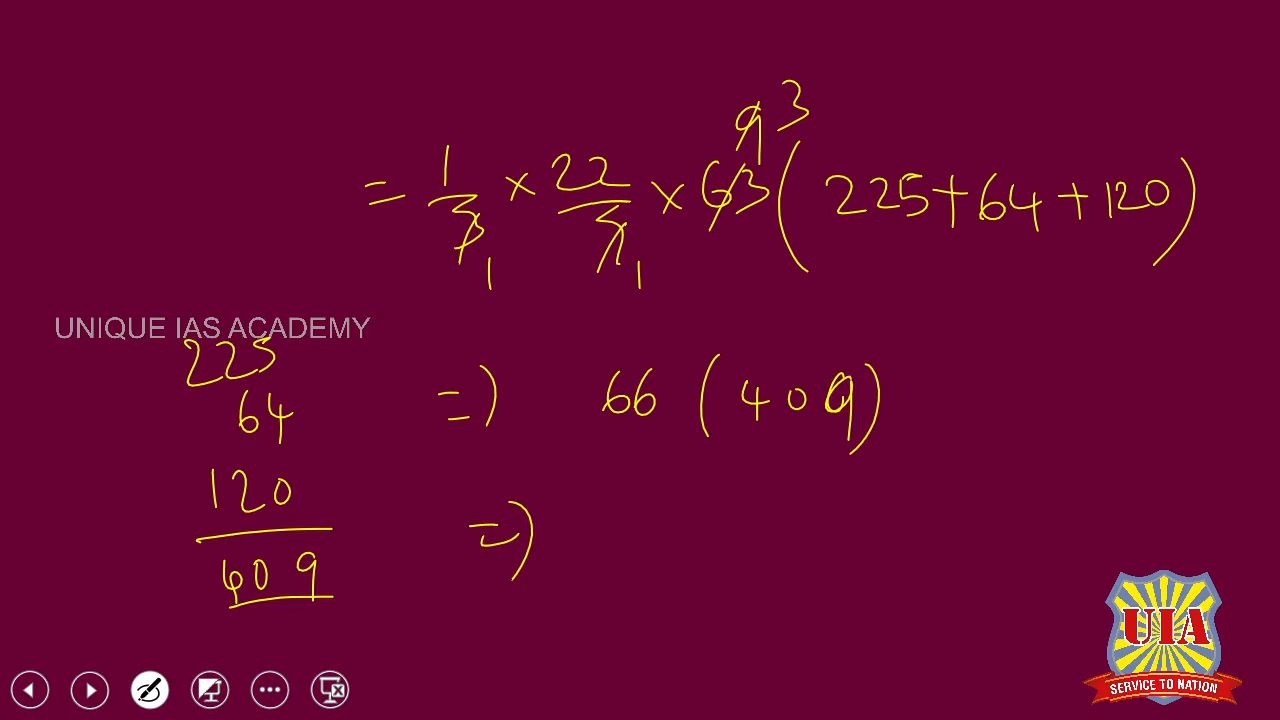 9 3
= 1/3 × 22/7 × 63 ( 225 + 64 + 120 )
1 1
UNIQUE IAS ACADEMY
225
64
⇒ 66 ( 409 )
120
409
⇒
UIA
SERVICE TO NATION